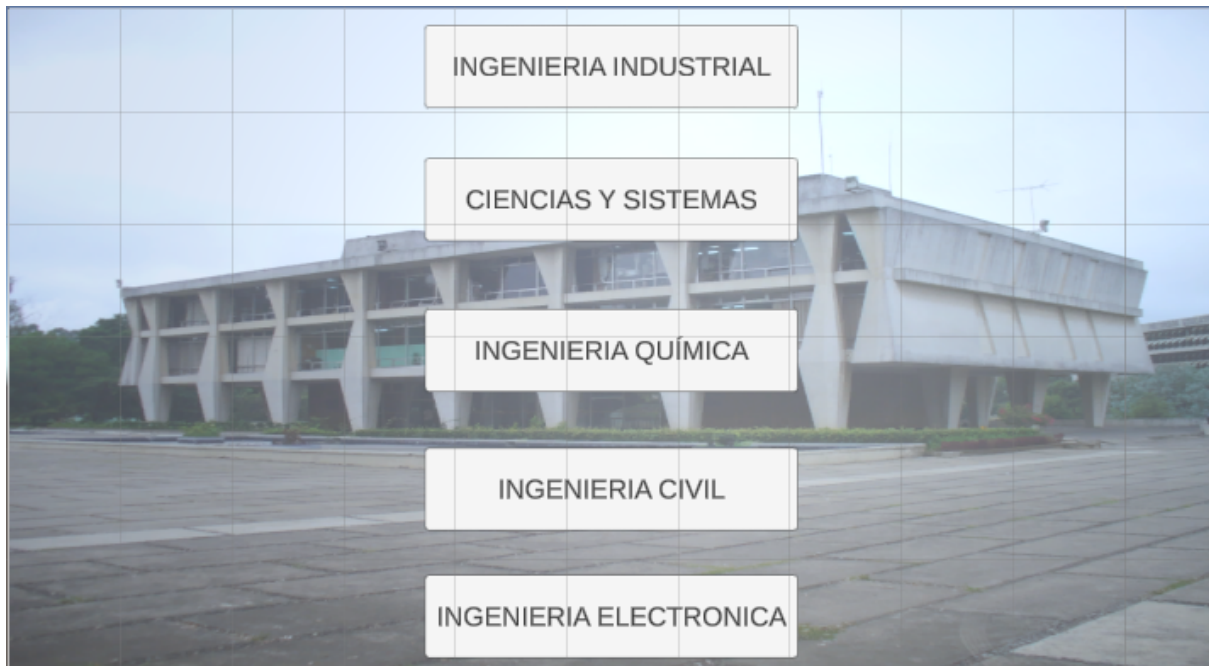 INGENIERIA INDUSTRIAL
CIENCIAS Y SISTEMAS
INGENIERIA QUÍMICA
INGENIERIA CIVIL
INGENIERIA ELECTRONICA